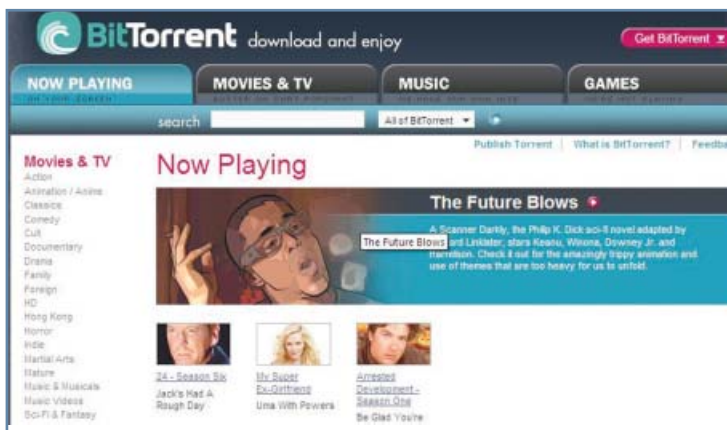 BitTorrent download and enjoy
Get BitTorrent
NOW PLAYING
MOVIES & TV
MUSIC
GAMES
ON YOUR SCREEN
search
All of BitTorrent
Publish Torrent | What is BitTorrent? | Feedba
Movies & TV
Action
Animation / Anime
Classics
Comedy
Cult
Documentary
Drama
Family
Foreign
HD
Hong Kong
Horror
Indie
Martial Arts
Mature
Music & Musicals
Music Videos
Sci-Fi & Fantasy
Now Playing
The Future Blows
A Scanner Darkly, the Philip K. Dick sci-fi novel adapted by
ard Linklater, stars Keanu, Winona, Downey Jr. and
Harrelson. Check it out for the amazingly trippy animation and
use of themes that are too heavy for us to unfold.
The Future Blows
24 - Season Six
Jack's Had A
Rough Day
My Super
Ex-Girlfriend
Uma With Powers
Arrested
Development -
Season One
Be Glad You're